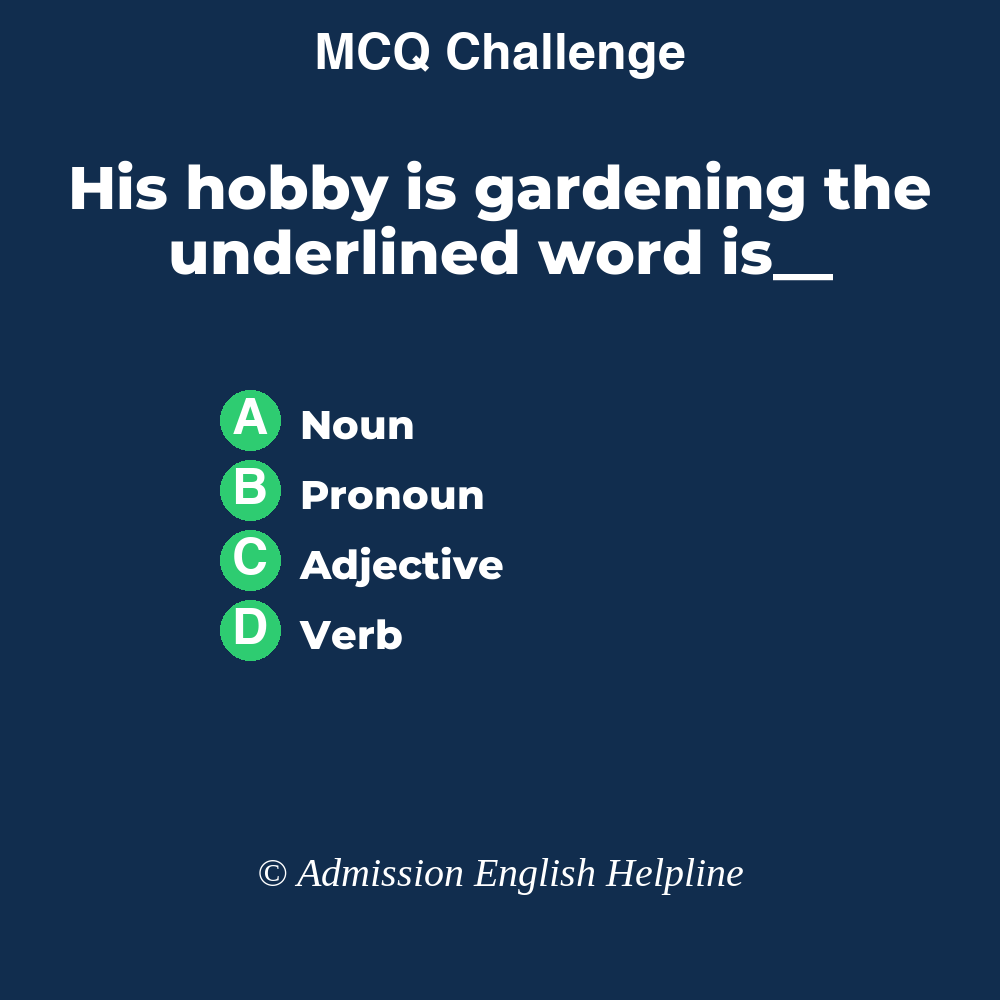 MCQ Challenge
His hobby is gardening the
underlined word is__
A Noun
B Pronoun
C Adjective
D Verb
© Admission English Helpline